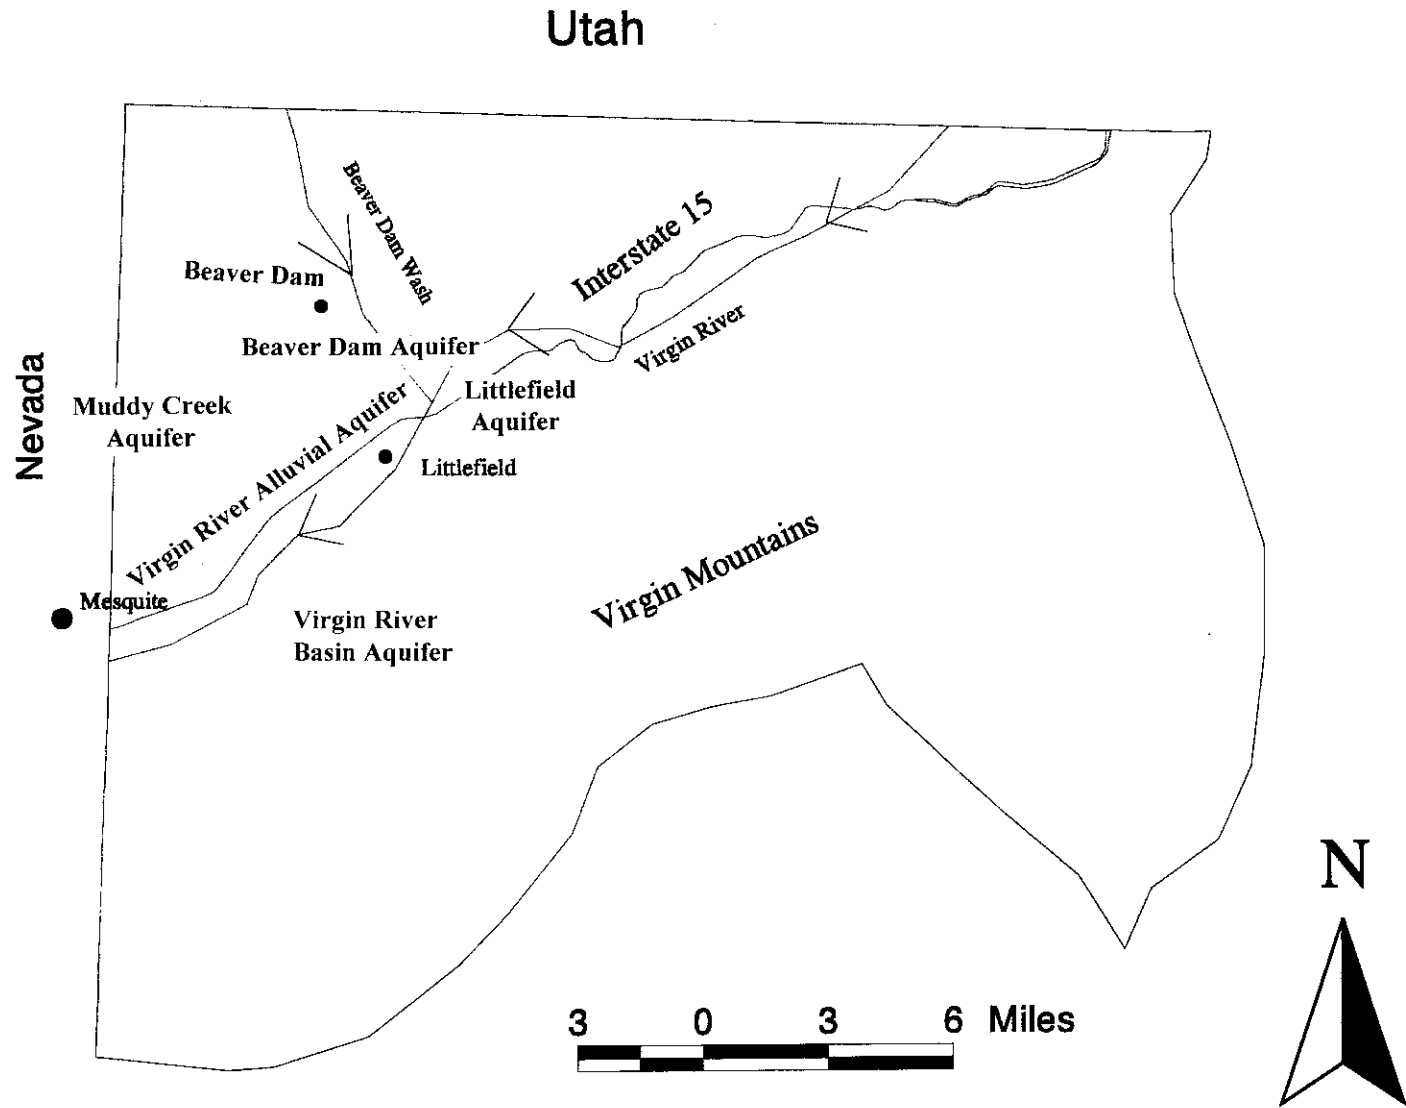 Utah
Beaver Dam Wash
Interstate 15
Beaver Dam
Virgin River
Beaver Dam Aquifer
Nevada
Muddy Creek
Aquifer
Littlefield
Aquifer
Virgin River Alluvial Aquifer
Littlefield
Virgin Mountains
Mesquite
Virgin River
Basin Aquifer
N
3 0 3 6 Miles